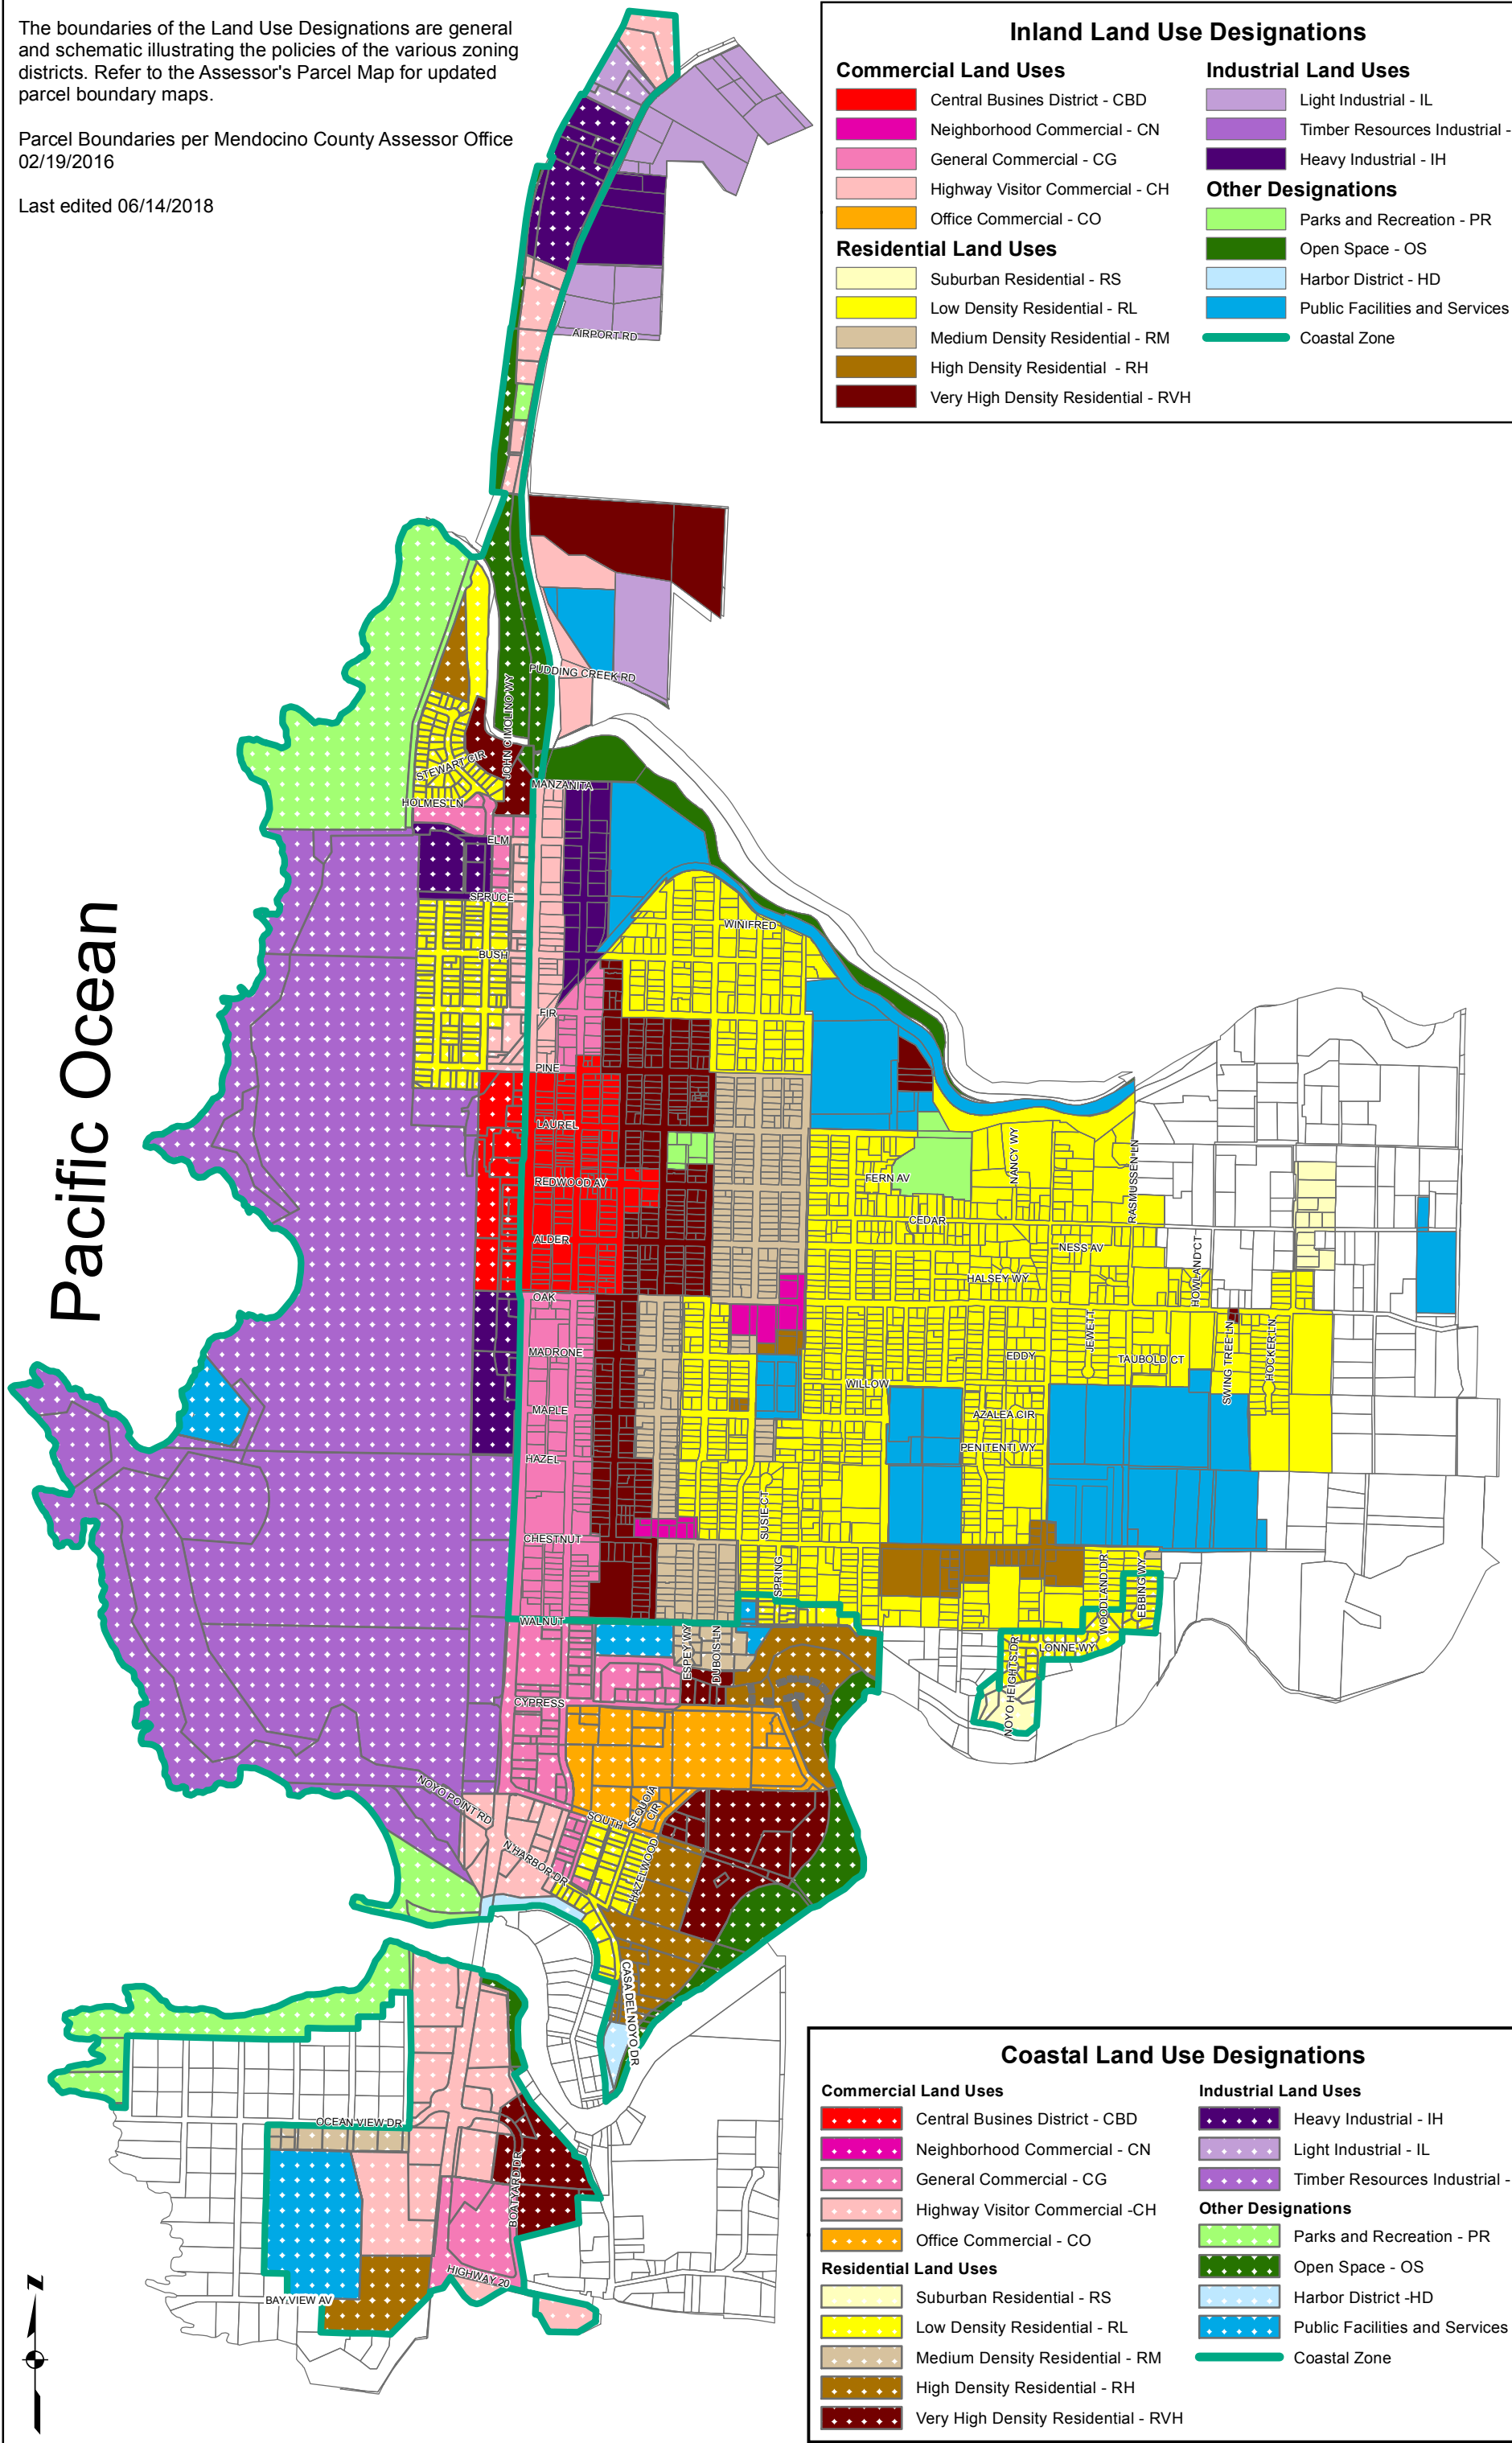 The boundaries of the Land Use Designations are general
and schematic illustrating the policies of the various zoning
districts. Refer to the Assessor's Parcel Map for updated
parcel boundary maps.
Parcel Boundaries per Mendocino County Assessor Office
02/19/2016
Last edited 06/14/2018
Inland Land Use Designations
Commercial Land Uses
Central Busines District - CBD
Neighborhood Commercial - CN
General Commercial - CG
Highway Visitor Commercial - CH
Office Commercial - CO
Residential Land Uses
Suburban Residential - RS
Low Density Residential - RL
Medium Density Residential - RM
High Density Residential - RH
Very High Density Residential - RVH
Industrial Land Uses
Light Industrial - IL
Timber Resources Industrial -
Heavy Industrial - IH
Other Designations
Parks and Recreation - PR
Open Space - OS
Harbor District - HD
Public Facilities and Services
Coastal Zone
AIRPORT RD
PUDDING CREEK RD
JOHN CIMOLINO WY
STEWART CIR
MANZANITA
HOLMES LN
ELM
SPRUCE
WINIFRED
BUSH
FIR
PINE
LAUREL
REDWOOD AV
ALDER
OAK
MADRONE
MAPLE
HAZEL
CHESTNUT
WALNUT
CYPRESS
Pacific Ocean
NANCY WY
RASMUSSEN LN
FERN AV
CEDAR
NESS AV
HALSEY WY
HOWLAND CT
JEWETT
EDDY
TAUBOLD CT
SWING TREE LN
HOCKER LN
WILLOW
AZALEA CIR
PENITENTI WY
SUSIE CT
SPRING
WOODLAND DR
EBBING WY
LONNE WY
NOYO HEIGHTS DR
ESPEY WY
DUBOIS LN
NOYO POINT RD
SOUTH
SEQUOIA
CIR
N HARBOR DR
HAZELWOOD
CASA DEL NOYO DR
OCEAN VIEW DR
BOATYARD DR
HIGHWAY 20
BAY VIEW AV
Z
Coastal Land Use Designations
Commercial Land Uses
Central Busines District - CBD
Neighborhood Commercial - CN
General Commercial - CG
Highway Visitor Commercial -CH
Office Commercial - CO
Residential Land Uses
Suburban Residential - RS
Low Density Residential - RL
Medium Density Residential - RM
High Density Residential - RH
Very High Density Residential - RVH
Industrial Land Uses
Heavy Industrial - IH
Light Industrial - IL
Timber Resources Industrial -
Other Designations
Parks and Recreation - PR
Open Space - OS
Harbor District -HD
Public Facilities and Services
Coastal Zone